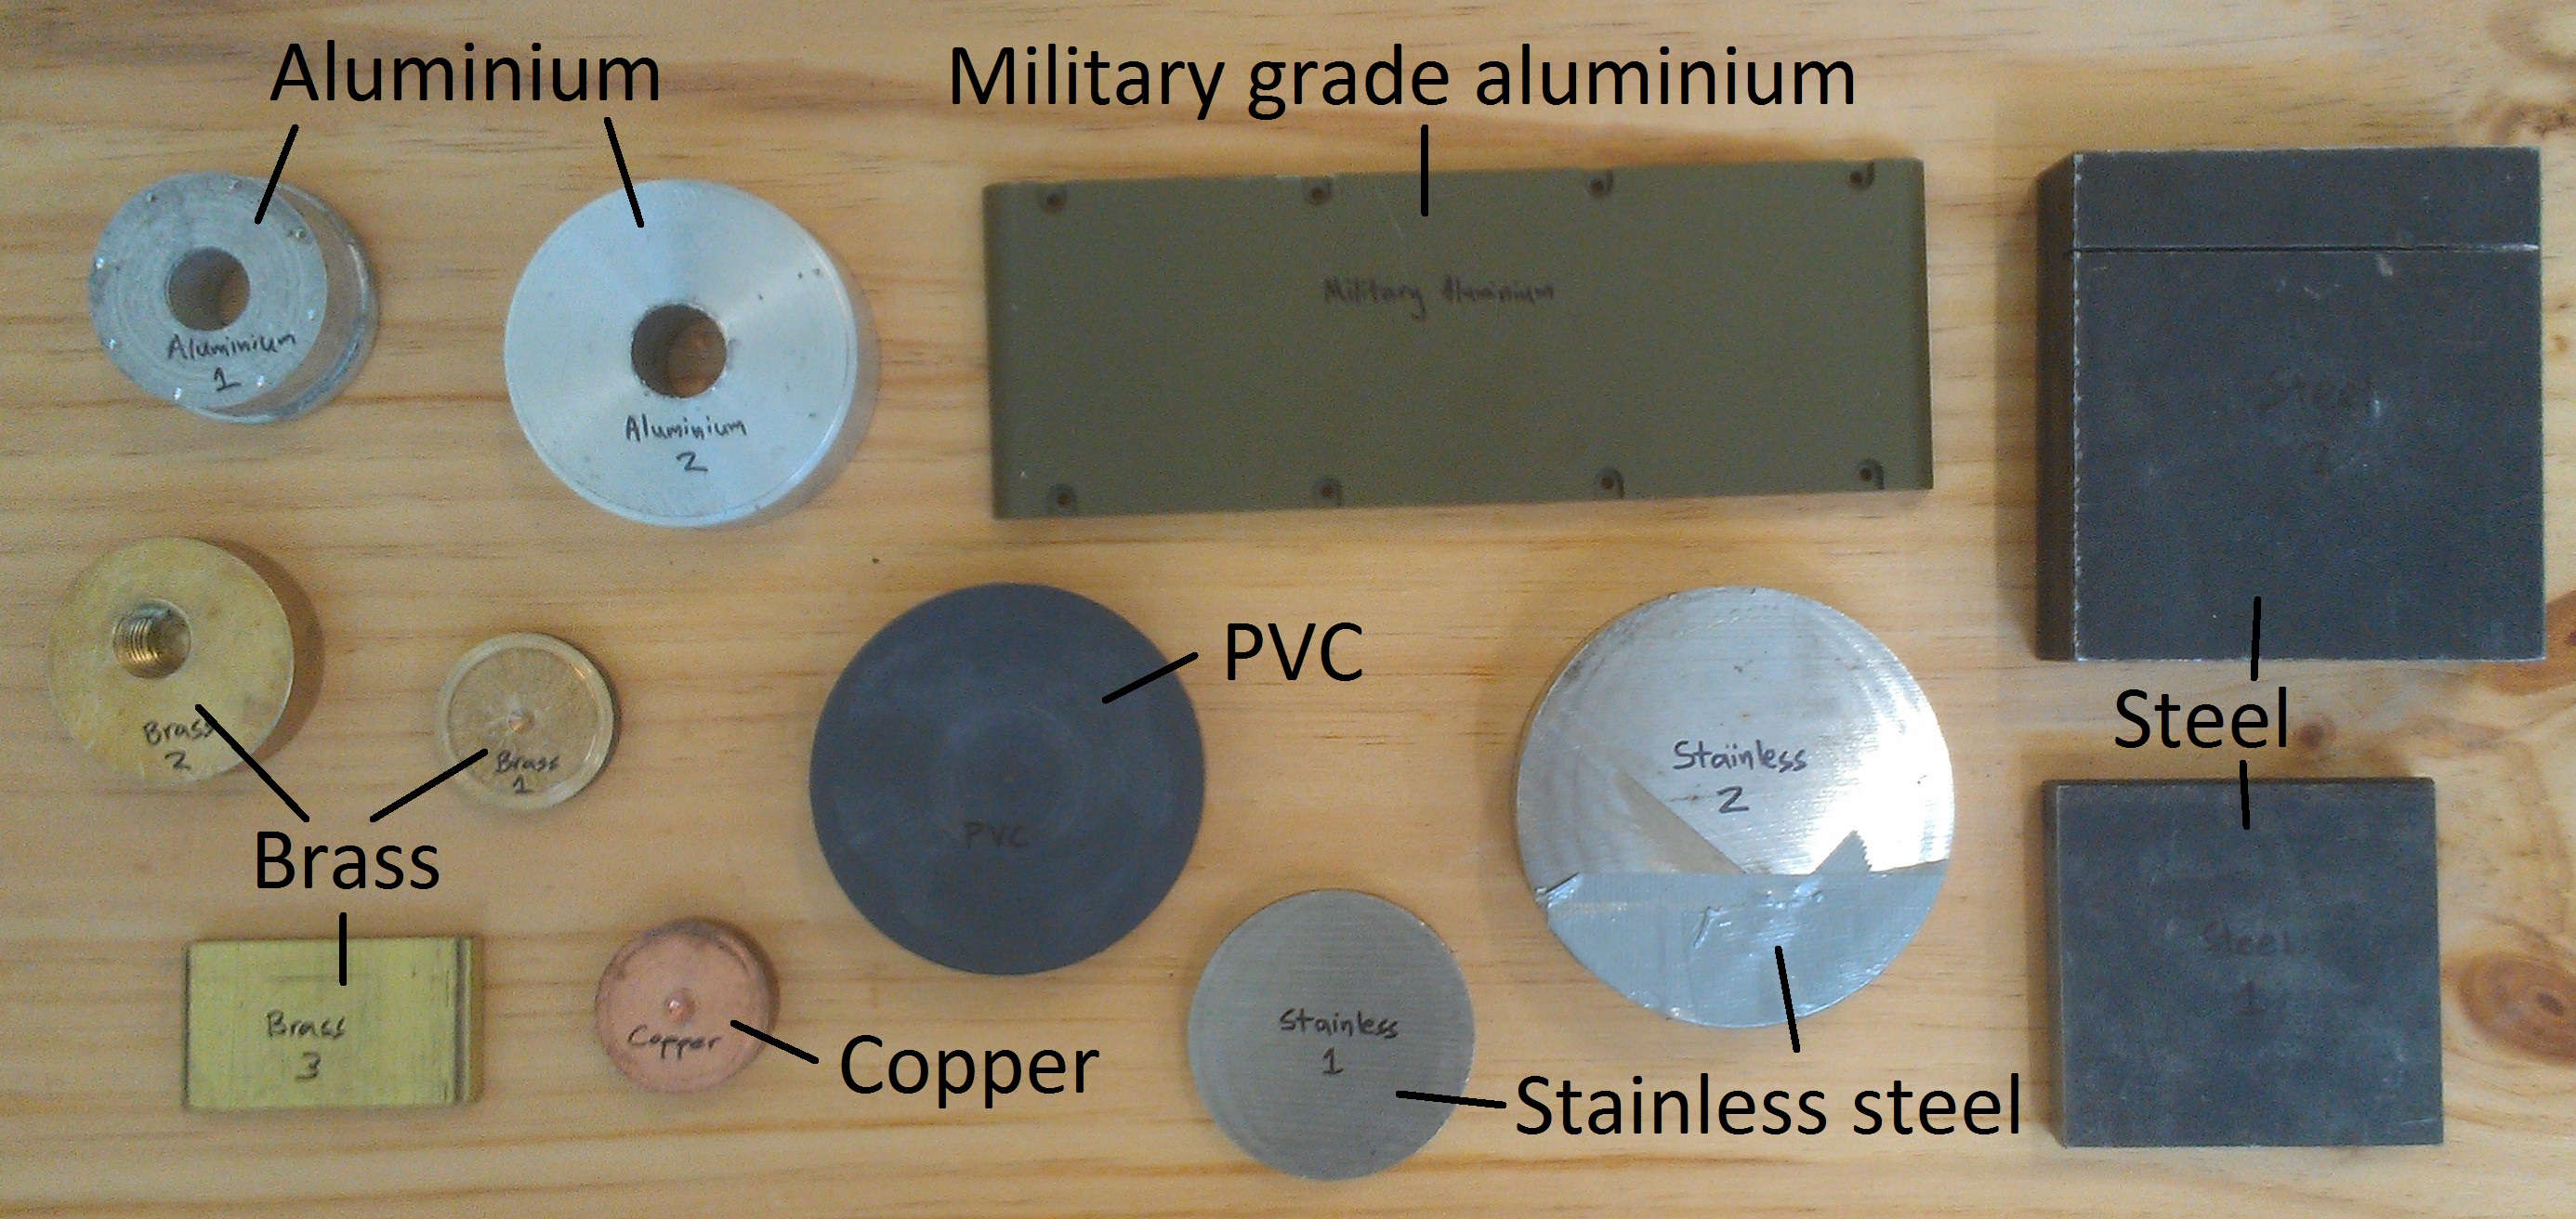 Aluminium
Military grade aluminium
Aluminium
1
Aluminium
2
Military Aluminium
Steel
PVC
Steel
Brass
2
Brass
1
Brass
PVC
Stainless
2
Steel
1
Brass
3
Copper
Copper
Stainless
1
Stainless steel